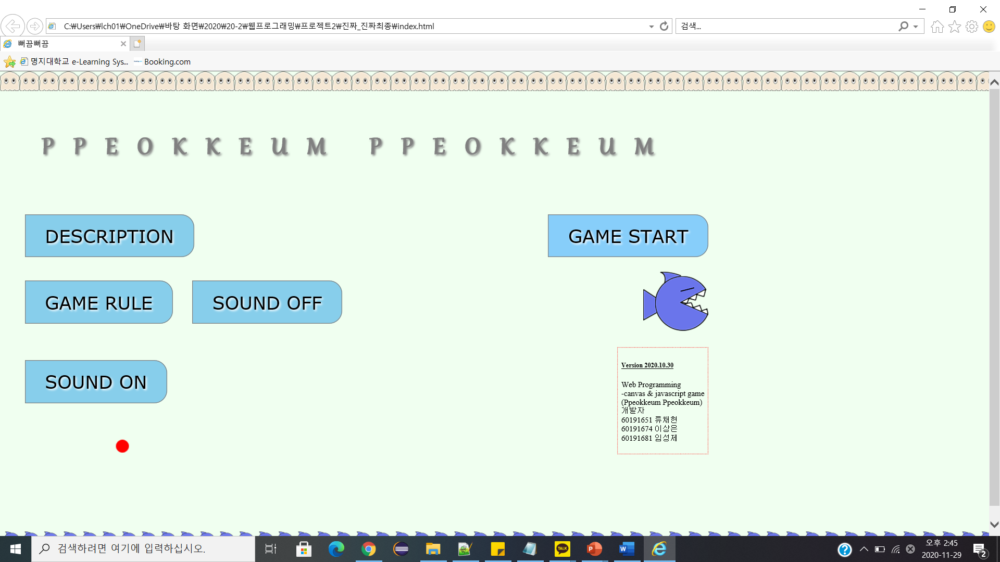 C:₩Users₩lch01₩OneDrive₩바탕 화면₩2020₩20-2₩웹프로그래밍₩프로젝트2₩진짜_진짜최종₩index.html
검색...
뻐끔뻐끔
명지대학교 e-Learning Sys...
Booking.com
PPEOKKEUM PPEOKKEUM
DESCRIPTION
GAME START
GAME RULE
SOUND OFF
SOUND ON
Version 2020.10.30
Web Programming
-canvas & javascript game
(Ppeokkeum Ppeokkeum)
개발자
60191651 류채현
60191674 이상은
60191681 임성제
검색하려면 여기에 입력하십시오.
TALK
오후 2:45
2020-11-29
2